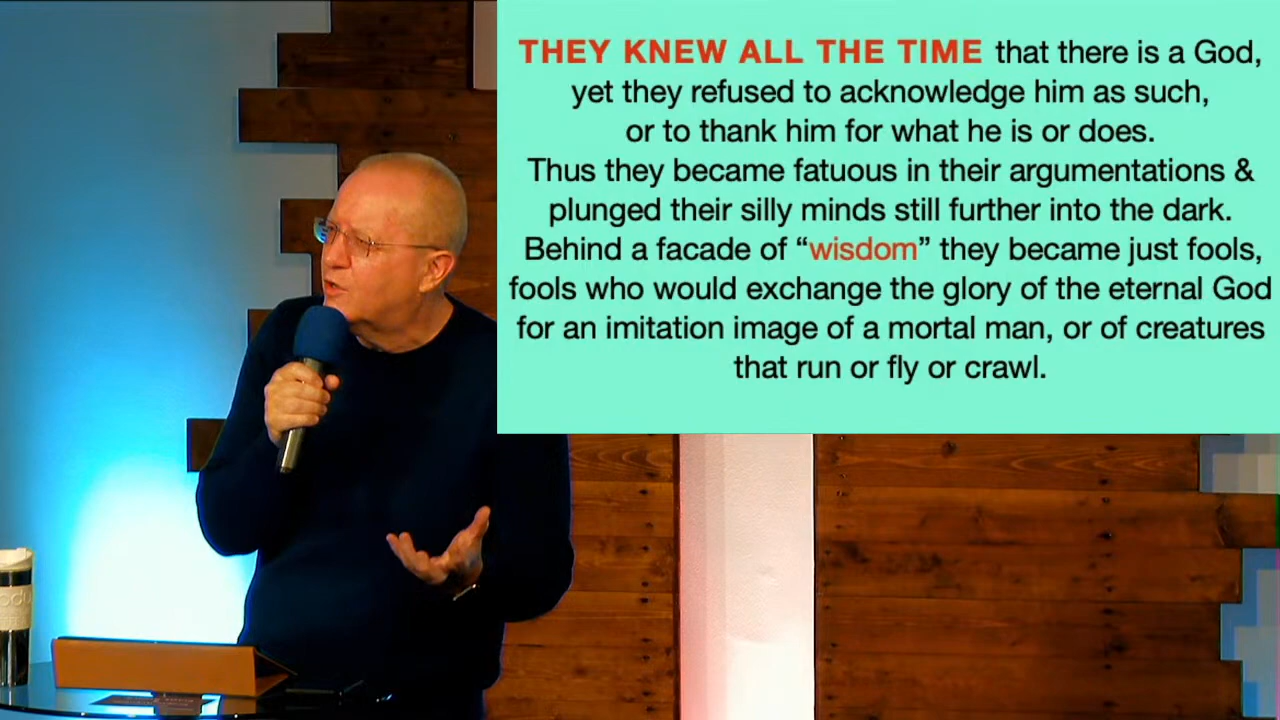 THEY KNEW ALL THE TIME that there is a God,
yet they refused to acknowledge him as such,
or to thank him for what he is or does.
Thus they became fatuous in their argumentations &
plunged their silly minds still further into the dark.
Behind a facade of “wisdom” they became just fools,
fools who would exchange the glory of the eternal God
for an imitation image of a mortal man, or of creatures
that run or fly or crawl.